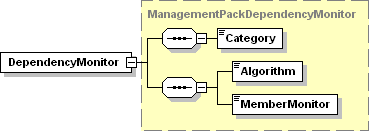 ManagementPackDependencyMonitor
Category
DependencyMonitor
Algorithm
MemberMonitor